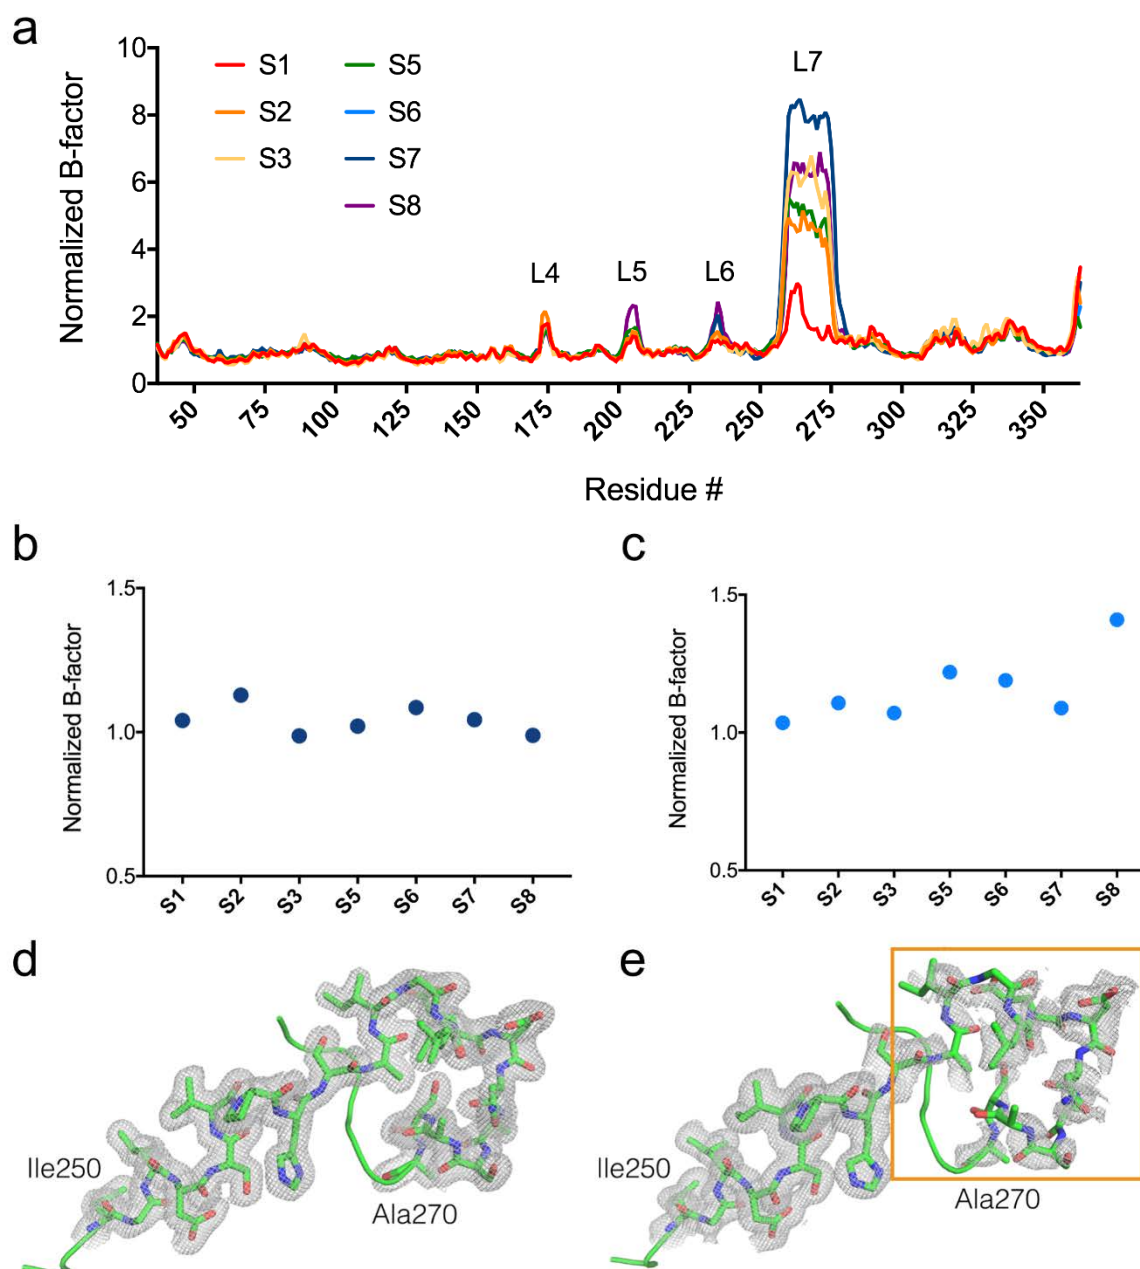 a
Normalized B-factor
10
8
6
4
2
0
S1
S2
S3
S5
S6
S7
S8
L4
L5
L6
L7
50
75
100
125
150
175
200
225
250
275
300
325
350
Residue #
b
Normalized B-factor
1.5
1.0
0.5
S1
S2
S3
S5
S6
S7
S8
c
Normalized B-factor
1.5
1.0
0.5
S1
S2
S3
S5
S6
S7
S8
d
Ile250
Ala270
e
Ile250
Ala270